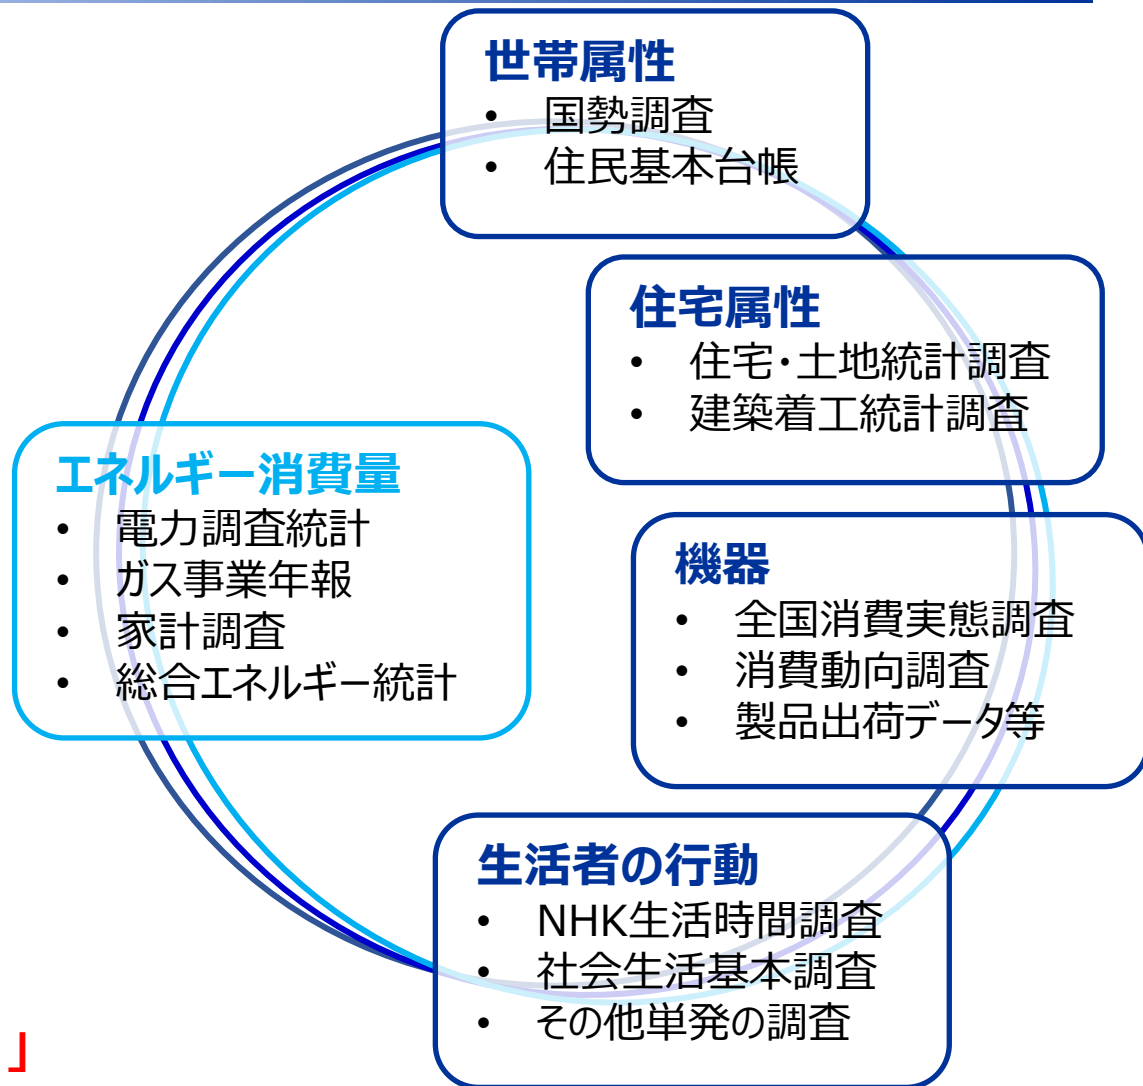 世帯属性
• 国勢調査
• 住民基本台帳
住宅属性
• 住宅・土地統計調査
• 建築着工統計調査
エネルギー消費量
• 電力調査統計
• ガス事業年報
• 家計調査
• 総合エネルギー統計
機器
• 全国消費実態調査
• 消費動向調査
• 製品出荷データ等
生活者の行動
• NHK生活時間調査
• 社会生活基本調査
• その他単発の調査
」